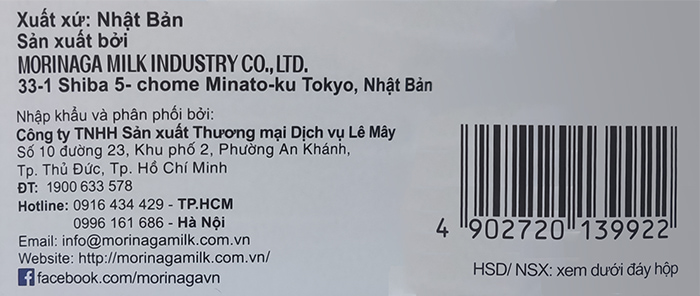 Xuất xứ: Nhật Bản
Sản xuất bởi
MORINAGA MILK INDUSTRY CO.,LTD.
33-1 Shiba 5- chome Minato-ku Tokyo, Nhật Bản
Nhập khẩu và phân phối bởi:
Công ty TNHH Sản xuất Thương mại Dịch vụ Lê Mây
Số 10 đường 23, Khu phố 2, Phường An Khánh,
Tp. Thủ Đức, Tp. Hồ Chí Minh
ĐT: 1900 633 578
Hotline: 0916 434 429 - TP.HCM
0996 161 686 - Hà Nội
Email: info@morinagamilk.com.vn
Website: http://morinagamilk.com.vn/
facebook.com/morinagavn
4 902720 139922
HSD/ NSX: xem dưới đáy hộp